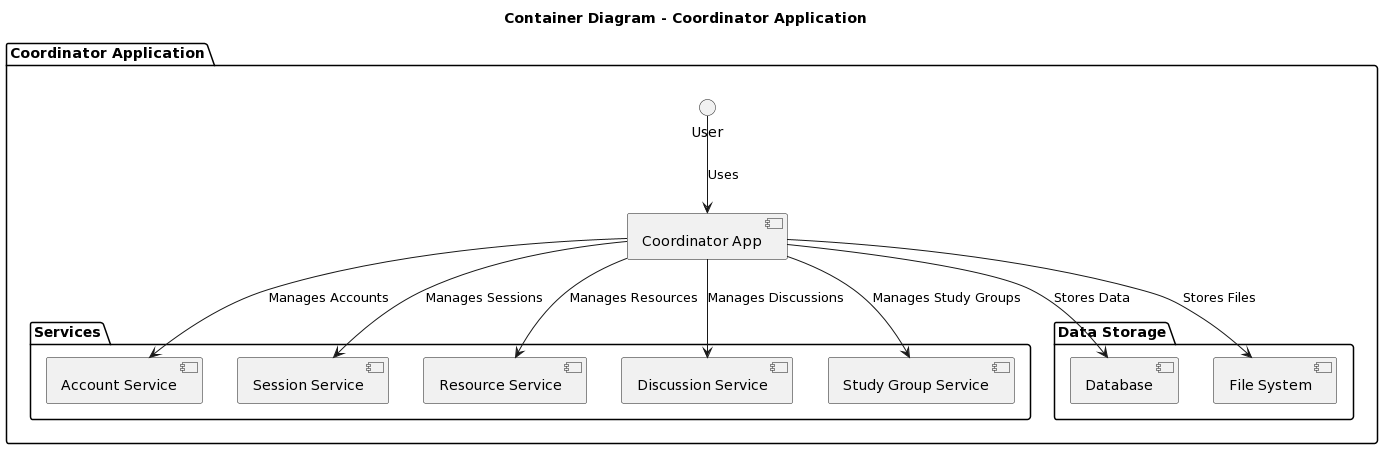 Container Diagram - Coordinator Application
Coordinator Application
User
Uses
Coordinator App
Manages Accounts
Manages Sessions
Manages Resources
Manages Discussions
Manages Study Groups
Stores Data
Stores Files
Services
Data Storage
Account Service
Session Service
Resource Service
Discussion Service
Study Group Service
Database
File System